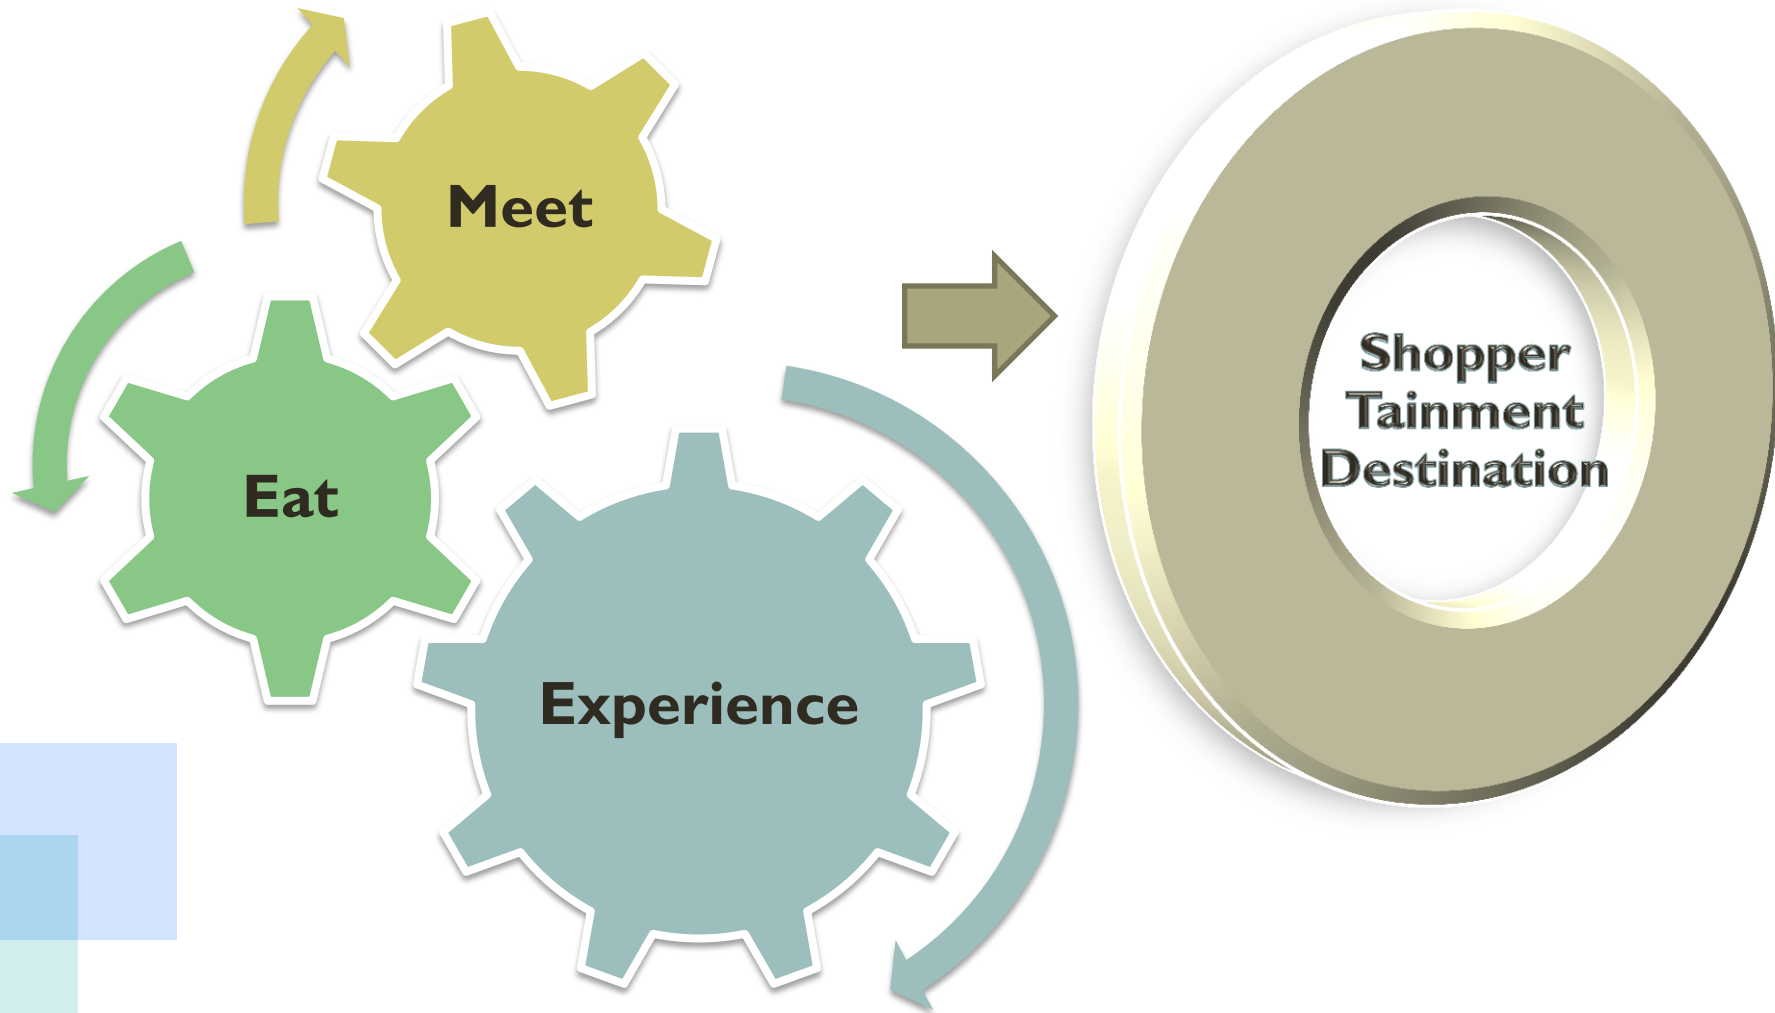 Meet
Eat
Experience
Shopper
Tainment
Destination